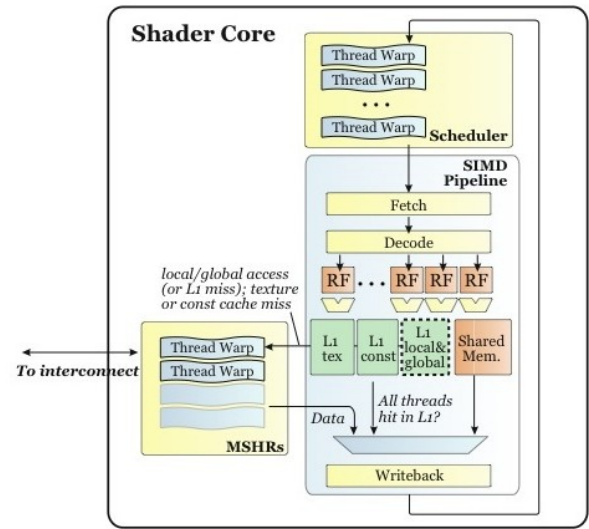 Shader Core
Thread Warp
Thread Warp
• • •
Thread Warp
Scheduler
SIMD
Pipeline
Fetch
Decode
RF • • • RF RF RF
local/global access
(or L1 miss); texture
or const cache miss
L1
tex
L1
const
L1
local&
global
Shared
Mem.
Thread Warp
Thread Warp
To interconnect
MSHRs
Data
All threads
hit in L1?
Writeback